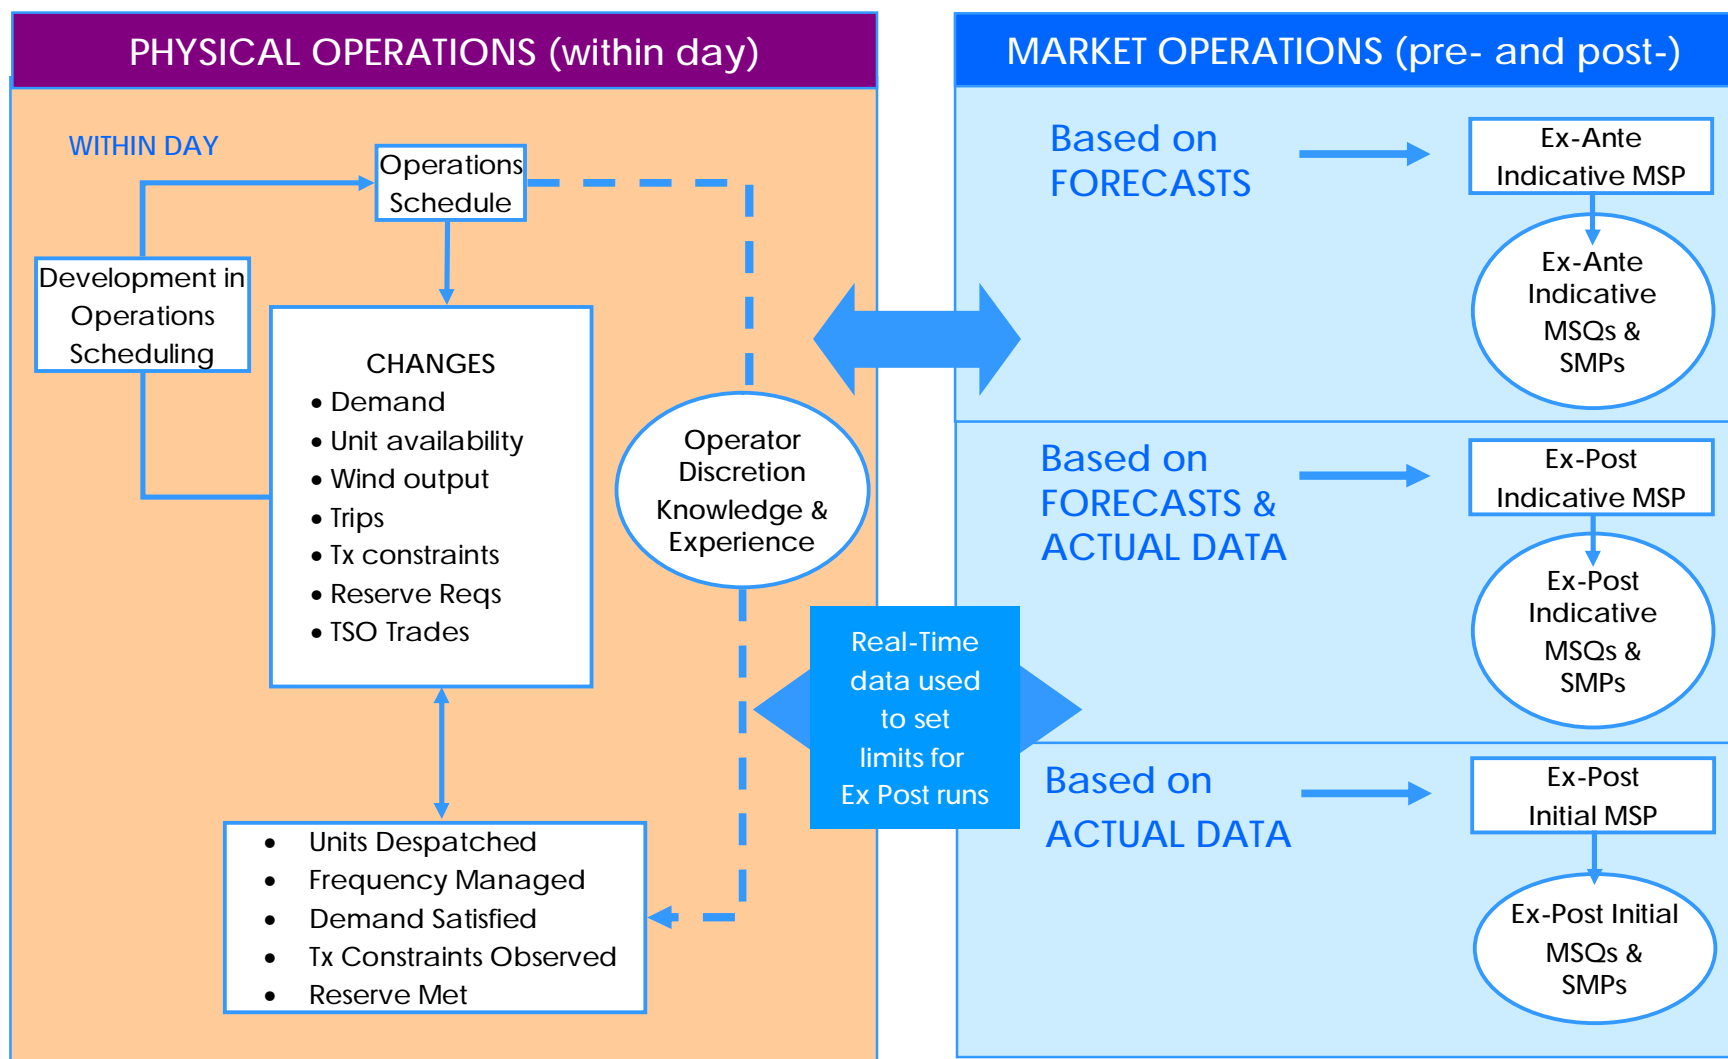 PHYSICAL OPERATIONS (within day)
WITHIN DAY
Operations
Schedule
Development in
Operations
Scheduling
CHANGES
• Demand
• Unit availability
• Wind output
• Trips
• Tx constraints
• Reserve Reqs
• TSO Trades
Operator
Discretion
Knowledge &
Experience
• Units Despatched
• Frequency Managed
• Demand Satisfied
• Tx Constraints Observed
• Reserve Met
Real-Time
data used
to set
limits for
Ex Post runs
MARKET OPERATIONS (pre- and post-)
Based on
FORECASTS
Ex-Ante
Indicative MSP
Ex-Ante
Indicative
MSQs &
SMPs
Based on
FORECASTS &
ACTUAL DATA
Ex-Post
Indicative MSP
Ex-Post
Indicative
MSQs &
SMPs
Based on
ACTUAL DATA
Ex-Post
Initial MSP
Ex-Post Initial
MSQs &
SMPs